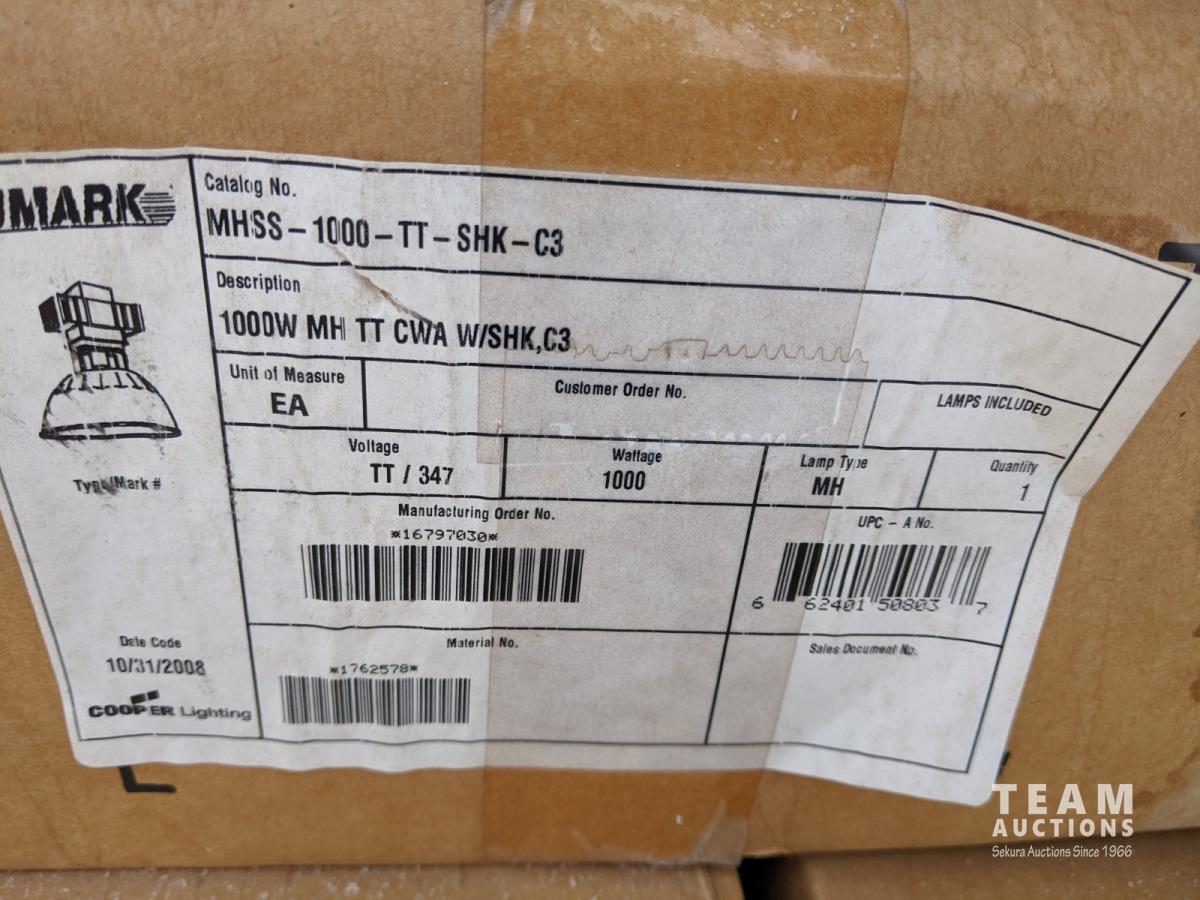 UMARK
Catalog No.
MHSS-1000-TT-SHK-C3
Description
1000W MH TT CWA W/SHK,C3
Unit of Measure
EA
Customer Order No.
LAMPS INCLUDED
Voltage
TT / 347
Wattage
1000
Lamp Type
MH
Quantity
1
Type/Mark #
Manufacturing Order No.
*16797030*
UPC - A No.
6 62401 50803 7
Date Code
10/31/2008
Material No.
*1762578*
Sales Document No.
COOPER Lighting
TEAM
AUCTIONS
Sekura Auctions Since 1966